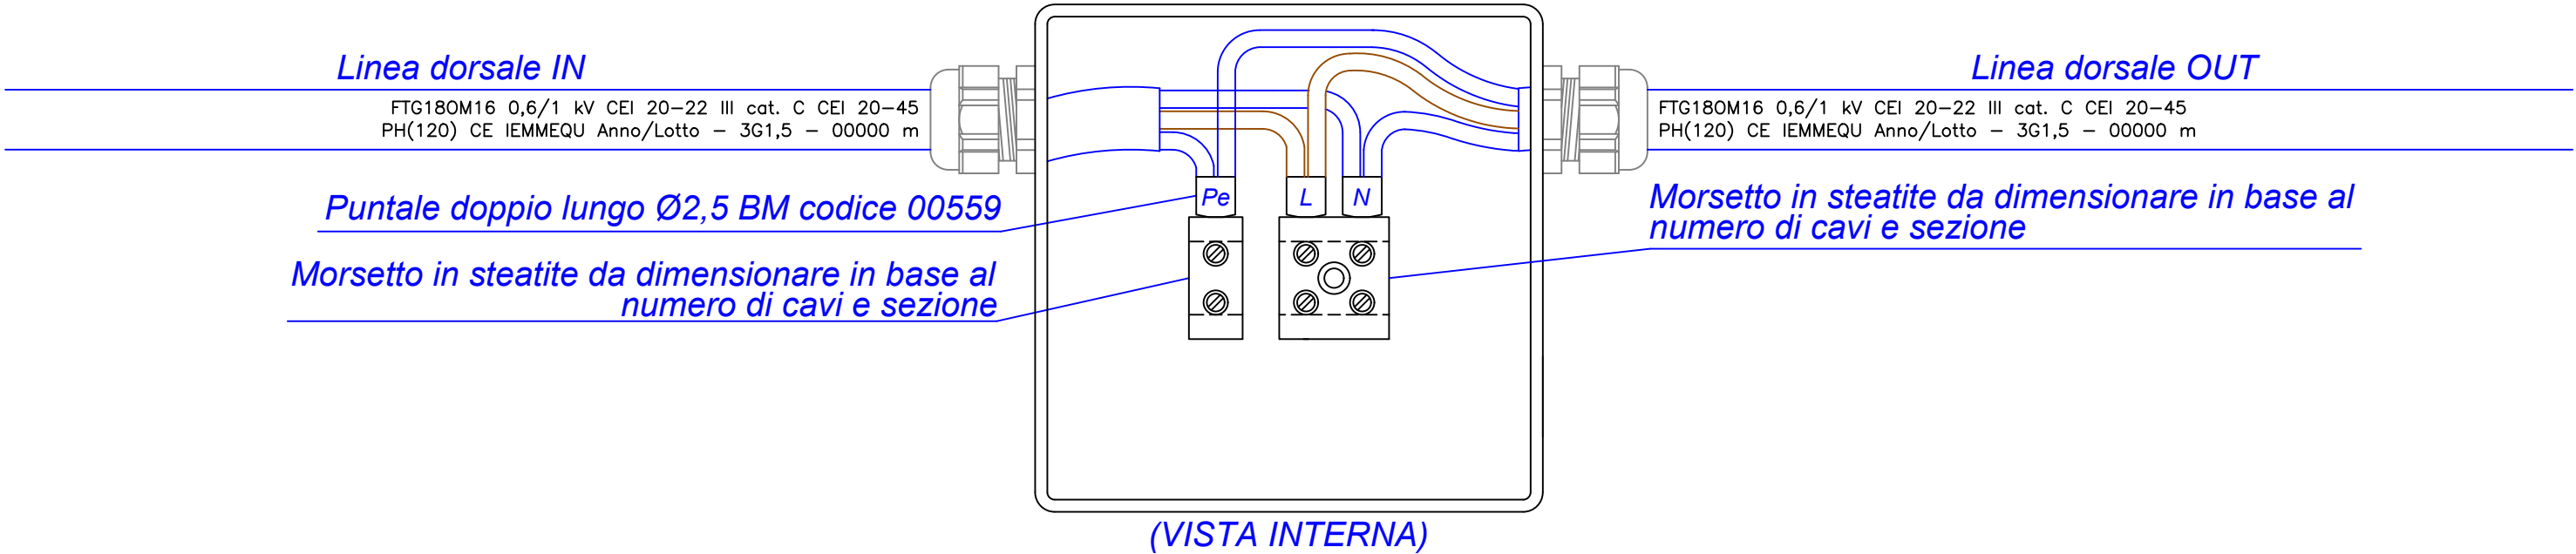 Linea dorsale IN
FTG18OM16 0,6/1 kV CEI 20-22 III cat. C CEI 20-45
PH(120) CE IEMMEQU Anno/Lotto - 3G1,5 - 00000 m
Linea dorsale OUT
FTG18OM16 0,6/1 kV CEI 20-22 III cat. C CEI 20-45
PH(120) CE IEMMEQU Anno/Lotto - 3G1,5 - 00000 m
Puntale doppio lungo Ø2,5 BM codice 00559
Pe
L
N
Morsetto in steatite da dimensionare in base al
numero di cavi e sezione
Morsetto in steatite da dimensionare in base al
numero di cavi e sezione
(VISTA INTERNA)